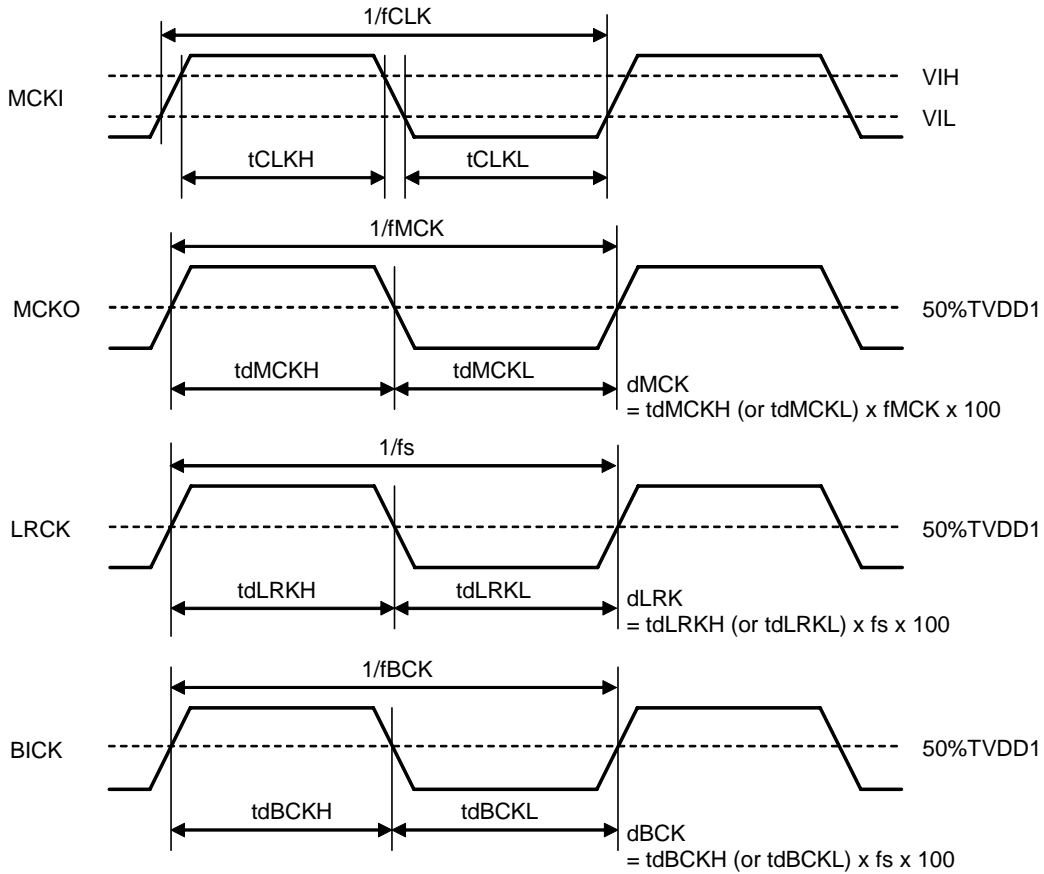 1/fCLK
MCKI
VIH
VIL
tCLKH
tCLKL
1/fMCK
MCKO
50%TVDD1
tdMCKH
tdMCKL
dMCK
= tdMCKH (or tdMCKL) x fMCK x 100
1/fs
LRCK
50%TVDD1
tdLRKH
tdLRKL
dLRK
= tdLRKH (or tdLRKL) x fs x 100
1/fBCK
BICK
50%TVDD1
tdBCKH
tdBCKL
dBCK
= tdBCKH (or tdBCKL) x fs x 100